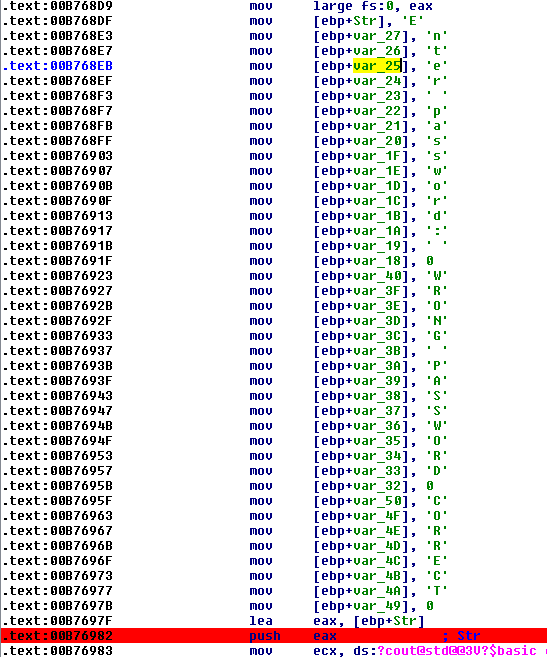 .text:00B768D9 mov large fs:0, eax
.text:00B768DF mov [ebp+Str], 'E'
.text:00B768E3 mov [ebp+var_27], 'n'
.text:00B768E7 mov [ebp+var_26], 't'
.text:00B768EB mov [ebp+var_25], 'e'
.text:00B768EF mov [ebp+var_24], 'r'
.text:00B768F3 mov [ebp+var_23], ' '
.text:00B768F7 mov [ebp+var_22], 'p'
.text:00B768FB mov [ebp+var_21], 'a'
.text:00B768FF mov [ebp+var_20], 's'
.text:00B76903 mov [ebp+var_1F], 's'
.text:00B76907 mov [ebp+var_1E], 'w'
.text:00B7690B mov [ebp+var_1D], 'o'
.text:00B7690F mov [ebp+var_1C], 'r'
.text:00B76913 mov [ebp+var_1B], 'd'
.text:00B76917 mov [ebp+var_1A], ':'
.text:00B7691B mov [ebp+var_19], ' '
.text:00B7691F mov [ebp+var_18], 0
.text:00B76923 mov [ebp+var_40], 'W'
.text:00B76927 mov [ebp+var_3F], 'R'
.text:00B7692B mov [ebp+var_3E], 'O'
.text:00B7692F mov [ebp+var_3D], 'N'
.text:00B76933 mov [ebp+var_3C], 'G'
.text:00B76937 mov [ebp+var_3B], ' '
.text:00B7693B mov [ebp+var_3A], 'P'
.text:00B7693F mov [ebp+var_39], 'A'
.text:00B76943 mov [ebp+var_38], 'S'
.text:00B76947 mov [ebp+var_37], 'S'
.text:00B7694B mov [ebp+var_36], 'W'
.text:00B7694F mov [ebp+var_35], 'O'
.text:00B76953 mov [ebp+var_34], 'R'
.text:00B76957 mov [ebp+var_33], 'D'
.text:00B7695B mov [ebp+var_32], 0
.text:00B7695F mov [ebp+var_50], 'C'
.text:00B76963 mov [ebp+var_4F], 'O'
.text:00B76967 mov [ebp+var_4E], 'R'
.text:00B7696B mov [ebp+var_4D], 'R'
.text:00B7696F mov [ebp+var_4C], 'E'
.text:00B76973 mov [ebp+var_4B], 'C'
.text:00B76977 mov [ebp+var_4A], 'T'
.text:00B7697B mov [ebp+var_49], 0
.text:00B7697F lea eax, [ebp+Str]
.text:00B76982 push eax ; Str
.text:00B76983 mov ecx, ds:?cout@std@@3V?$basic